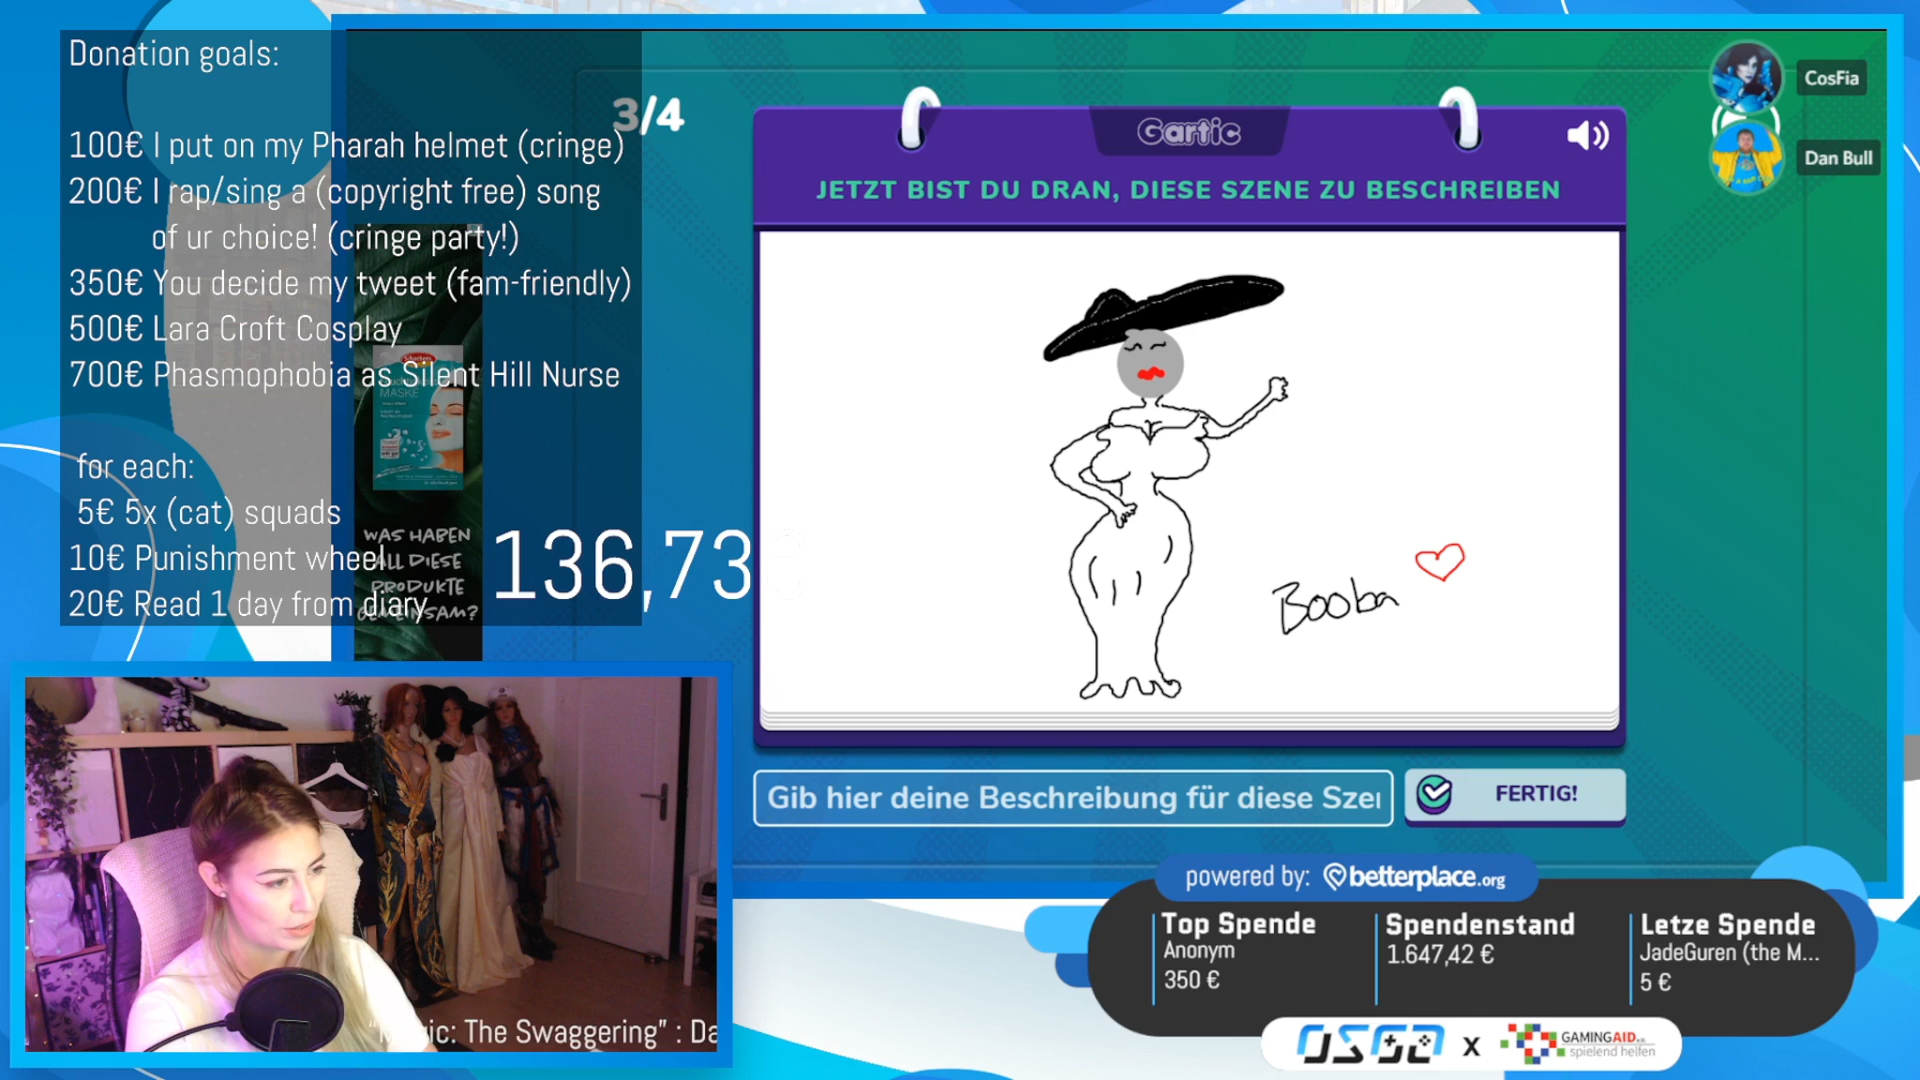 Donation goals:
100€ I put on my Pharah helmet (cringe)
200€ I rap/sing a (copyright free) song
of ur choice! (cringe party!)
350€ You decide my tweet (fam-friendly)
500€ Lara Croft Cosplay
700€ Phasmophobia as Silent Hill Nurse
for each:
5€ 5x (cat) squads
10€ Punishment wheel
20€ Read 1 day from diary
MASKE
WAS HABEN
ALL DIESE
PRODUKTE
GEMEINSAM?
136,73
3/4
Gartic
JETZT BIST DU DRAN, DIESE SZENE ZU BESCHREIBEN
Booba
Gib hier deine Beschreibung für diese Szen
FERTIG!
CosFia
Dan Bull
ic: The Swaggering" : Da
powered by: betterplace.org
Top Spende
Anonym
350 €
Spendenstand
1.647,42 €
Letze Spende
JadeGuren (the M...
5 €
x
GAMINGAID e.V.
spielend helfen